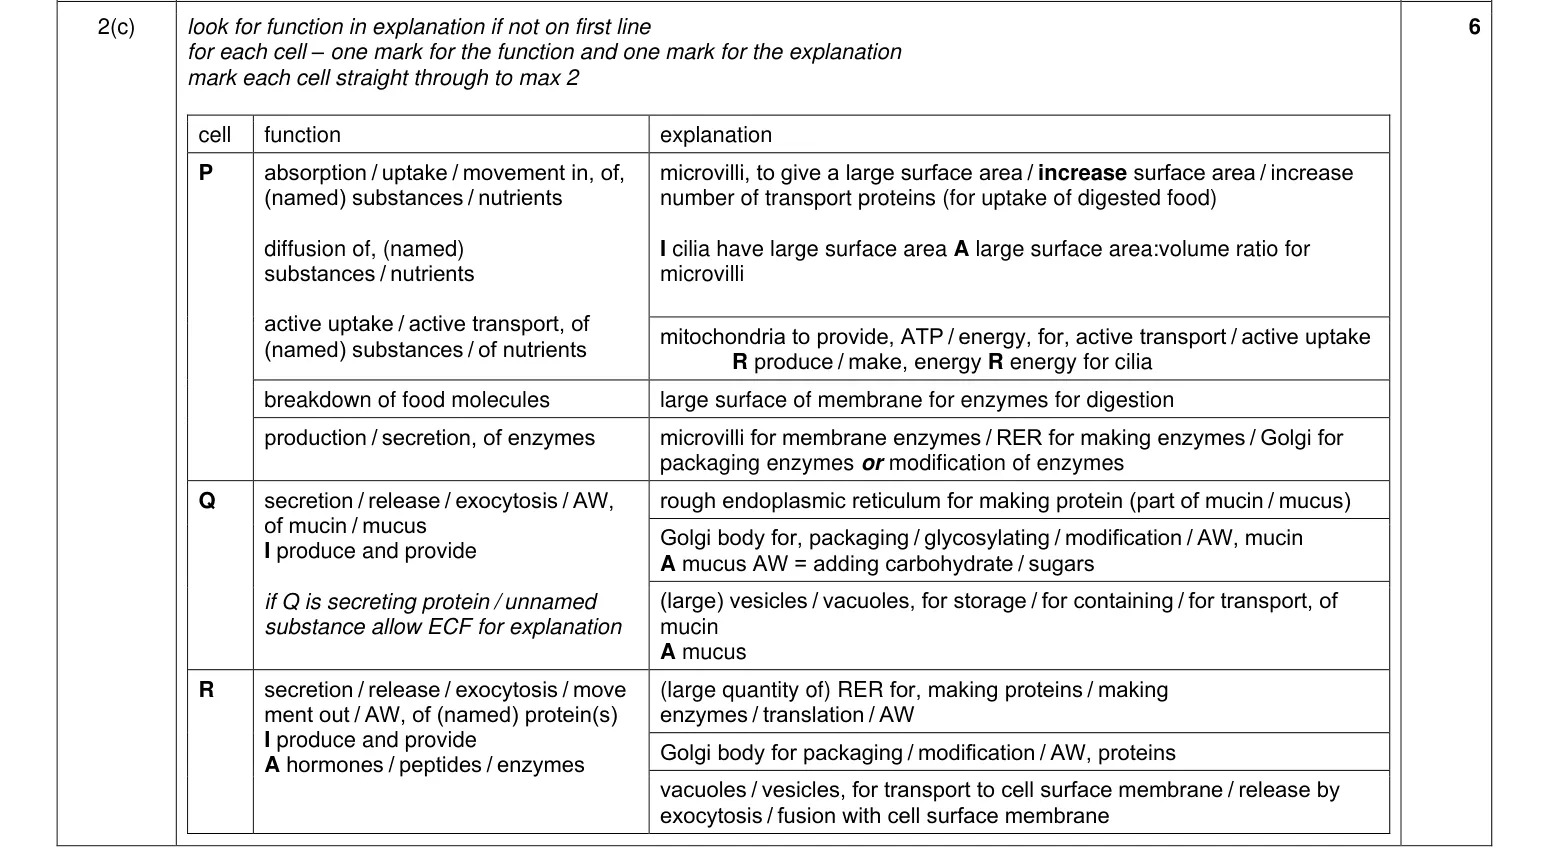 2(c)
look for function in explanation if not on first line
for each cell – one mark for the function and one mark for the explanation
mark each cell straight through to max 2
6
cell
function
explanation
P
absorption / uptake / movement in, of,
(named) substances / nutrients
diffusion of, (named)
substances / nutrients
active uptake / active transport, of
(named) substances / of nutrients
microvilli, to give a large surface area / increase surface area / increase
number of transport proteins (for uptake of digested food)
I cilia have large surface area A large surface area:volume ratio for
microvilli
mitochondria to provide, ATP / energy, for, active transport / active uptake
R produce / make, energy R energy for cilia
breakdown of food molecules
large surface of membrane for enzymes for digestion
production / secretion, of enzymes
microvilli for membrane enzymes / RER for making enzymes / Golgi for
packaging enzymes or modification of enzymes
Q
secretion / release / exocytosis / AW,
of mucin / mucus
I produce and provide
if Q is secreting protein / unnamed
substance allow ECF for explanation
rough endoplasmic reticulum for making protein (part of mucin / mucus)
Golgi body for, packaging / glycosylating / modification / AW, mucin
A mucus AW = adding carbohydrate / sugars
(large) vesicles / vacuoles, for storage / for containing / for transport, of
mucin
A mucus
R
secretion / release / exocytosis / move
ment out / AW, of (named) protein(s)
I produce and provide
A hormones / peptides / enzymes
(large quantity of) RER for, making proteins / making
enzymes / translation / AW
Golgi body for packaging / modification / AW, proteins
vacuoles / vesicles, for transport to cell surface membrane / release by
exocytosis / fusion with cell surface membrane